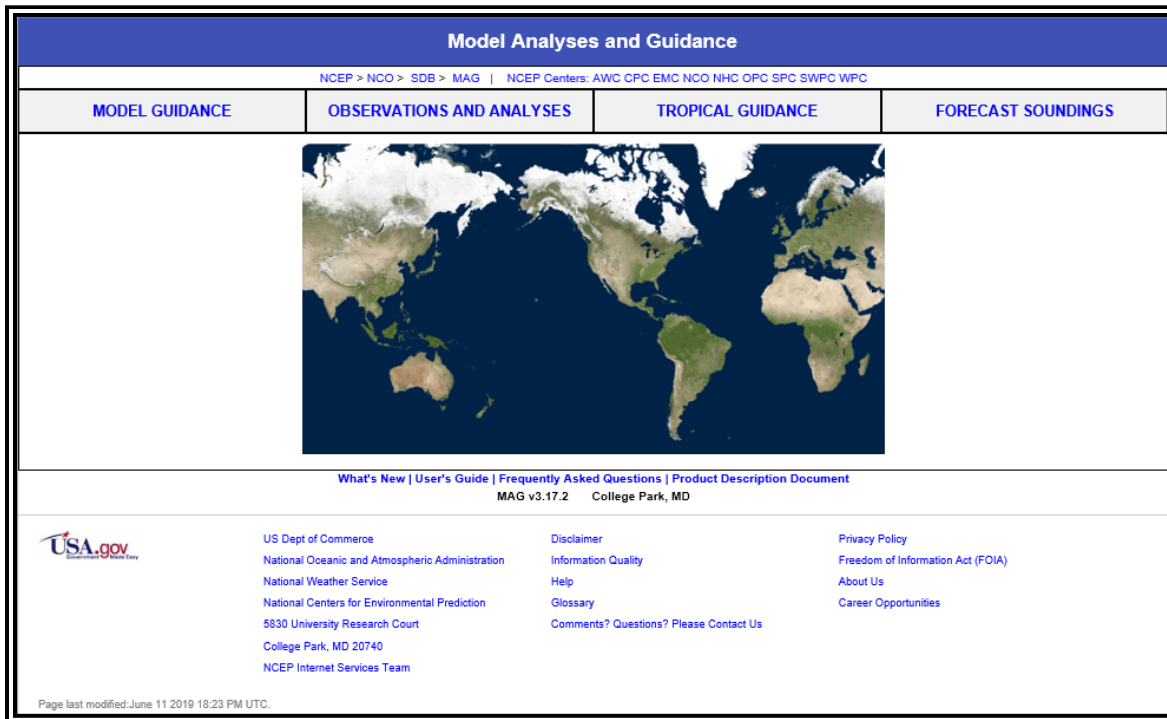 Model Analyses and Guidance
NCEP > NCO > SDB > MAG | NCEP Centers: AWC CPC EMC NCO NHC OPC SPC SWPC WPC
MODEL GUIDANCE OBSERVATIONS AND ANALYSES TROPICAL GUIDANCE FORECAST SOUNDINGS
What's New | User's Guide | Frequently Asked Questions | Product Description Document
MAG v3.17.2 College Park, MD
USA.gov
Government Made Easy
US Dept of Commerce
National Oceanic and Atmospheric Administration
National Weather Service
National Centers for Environmental Prediction
5830 University Research Court
College Park, MD 20740
NCEP Internet Services Team
Disclaimer
Information Quality
Help
Glossary
Comments? Questions? Please Contact Us
Privacy Policy
Freedom of Information Act (FOIA)
About Us
Career Opportunities
Page last modified:June 11 2019 18:23 PM UTC.